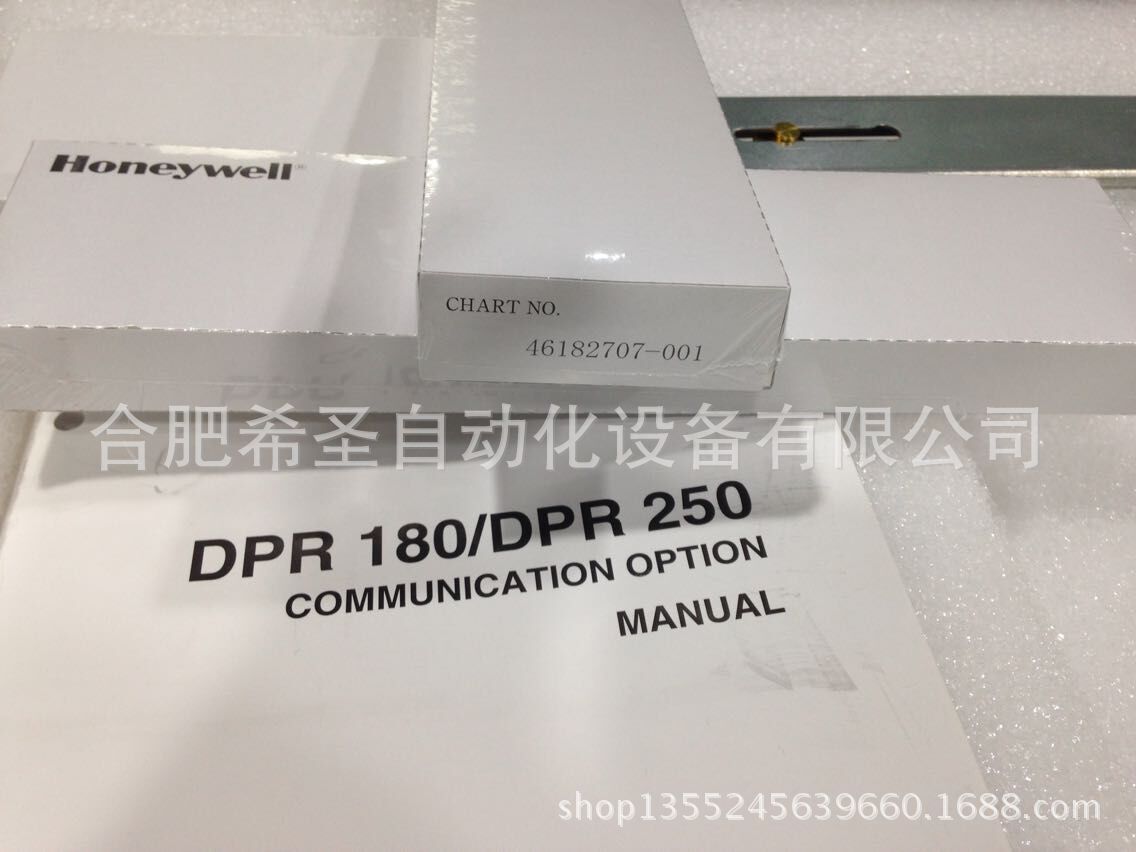 Honeywell®
CHART NO.
46182707-001
合肥希圣自动化设备有限公司
DPR 180/DPR 250
COMMUNICATION OPTION
MANUAL
shop1355245639660.1688.com